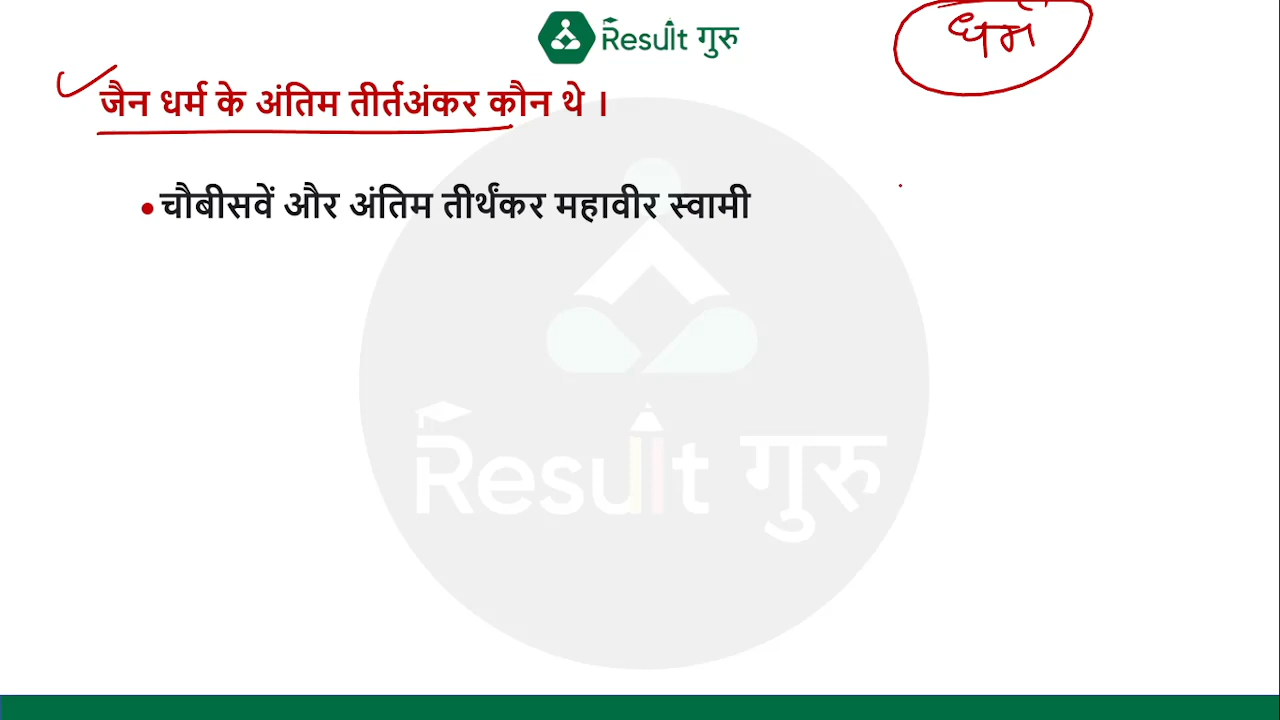 Result गुरु
धर्म
जैन धर्म के अंतिम तीर्तअंकर कौन थे ।
•चौबीसवें और अंतिम तीर्थंकर महावीर स्वामी
Result गुरु